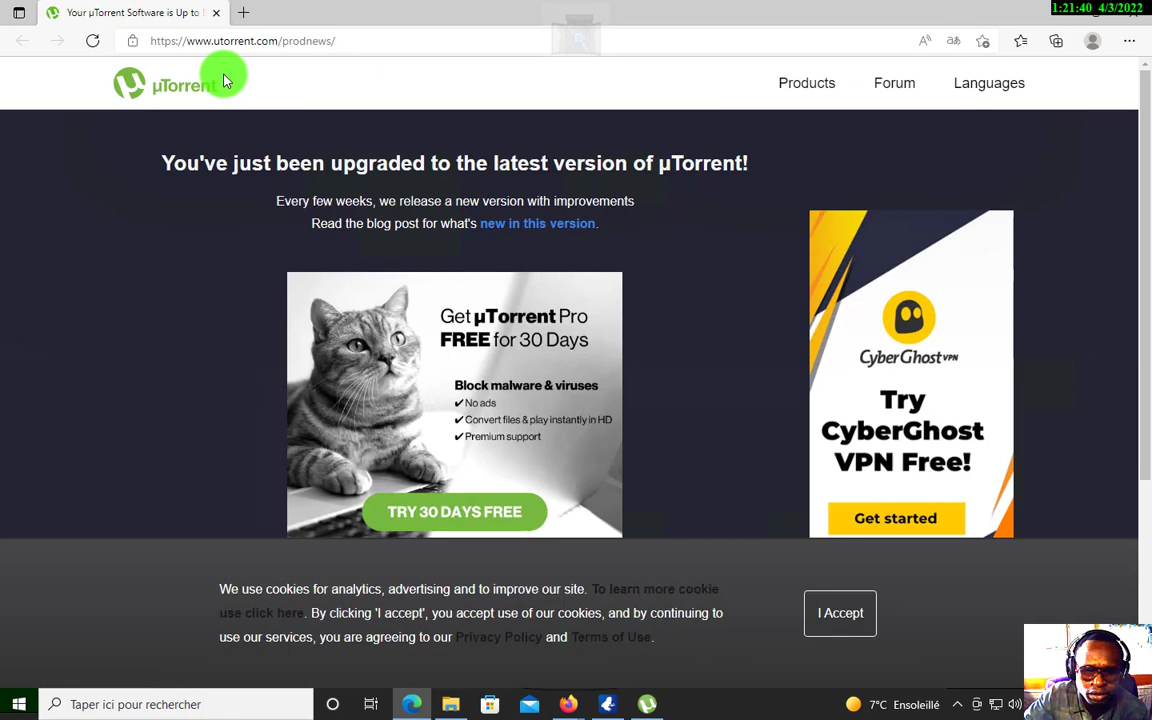 1:21:40 4/3/2022
Your µTorrent Software is Up to
https://www.utorrent.com/prodnews/
µTorrent
Products
Forum
Languages
You've just been upgraded to the latest version of µTorrent!
Every few weeks, we release a new version with improvements
Read the blog post for what's new in this version.
Get µTorrent Pro
FREE for 30 Days
Block malware & viruses
✔No ads
✔Convert files & play instantly in HD
✔Premium support
TRY 30 DAYS FREE
CyberGhost VPN
Try
CyberGhost
VPN Free!
Get started
We use cookies for analytics, advertising and to improve our site. To learn more cookie
use click here. By clicking 'I accept', you accept use of our cookies, and by continuing to
use our services, you are agreeing to our Privacy Policy and Terms of Use.
I Accept
Taper ici pour rechercher
7°C Ensoleillé